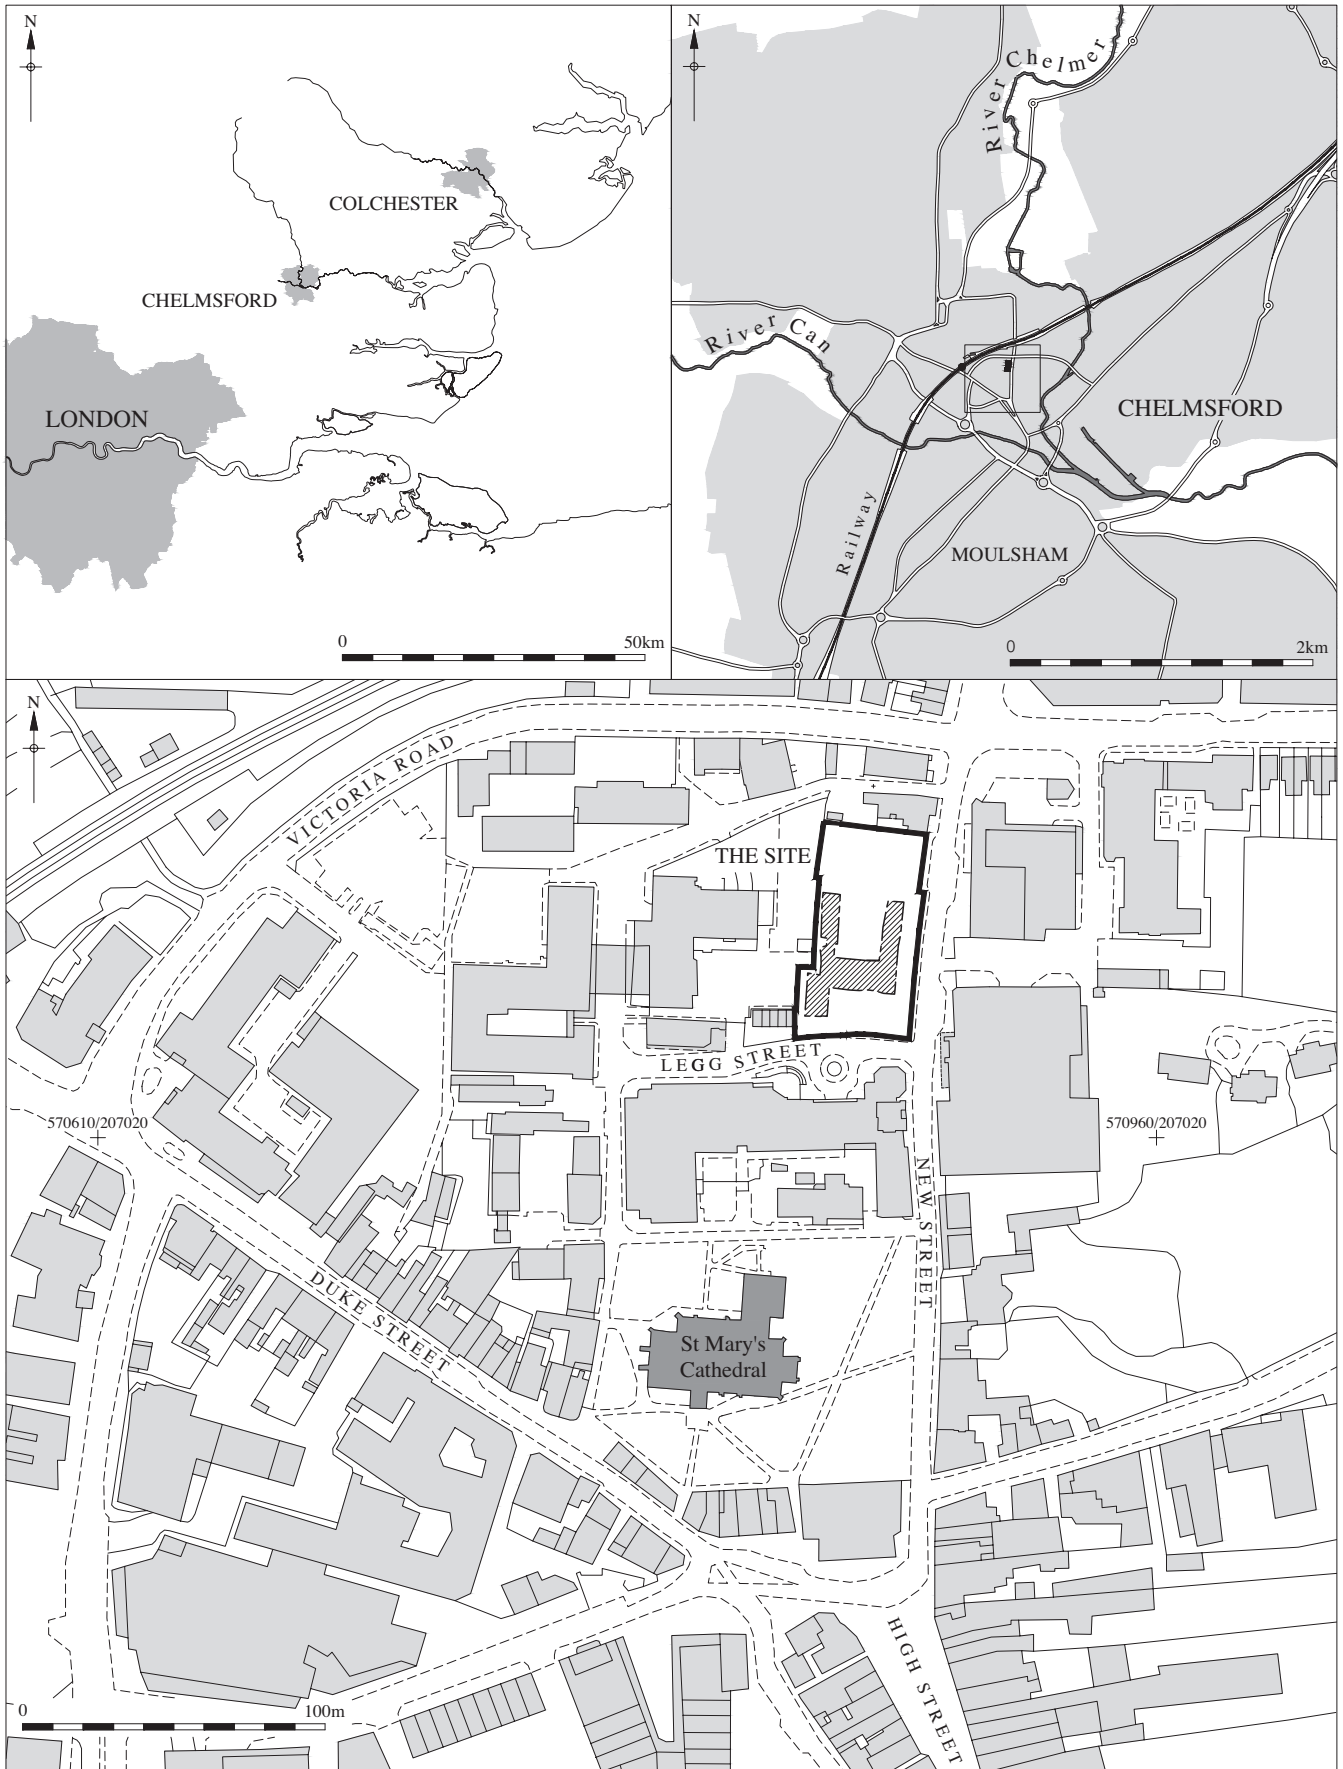 N
COLCHESTER
CHELMSFORD
LONDON
0 50km
N
River Chelmer
River Can
CHELMSFORD
Railway
MOULSHAM
0 2km
N
VICTORIA ROAD
THE SITE
LEGG STREET
570610/207020
570960/207020
NEW STREET
DUKE STREET
St Mary's
Cathedral
HIGH STREET
0 100m